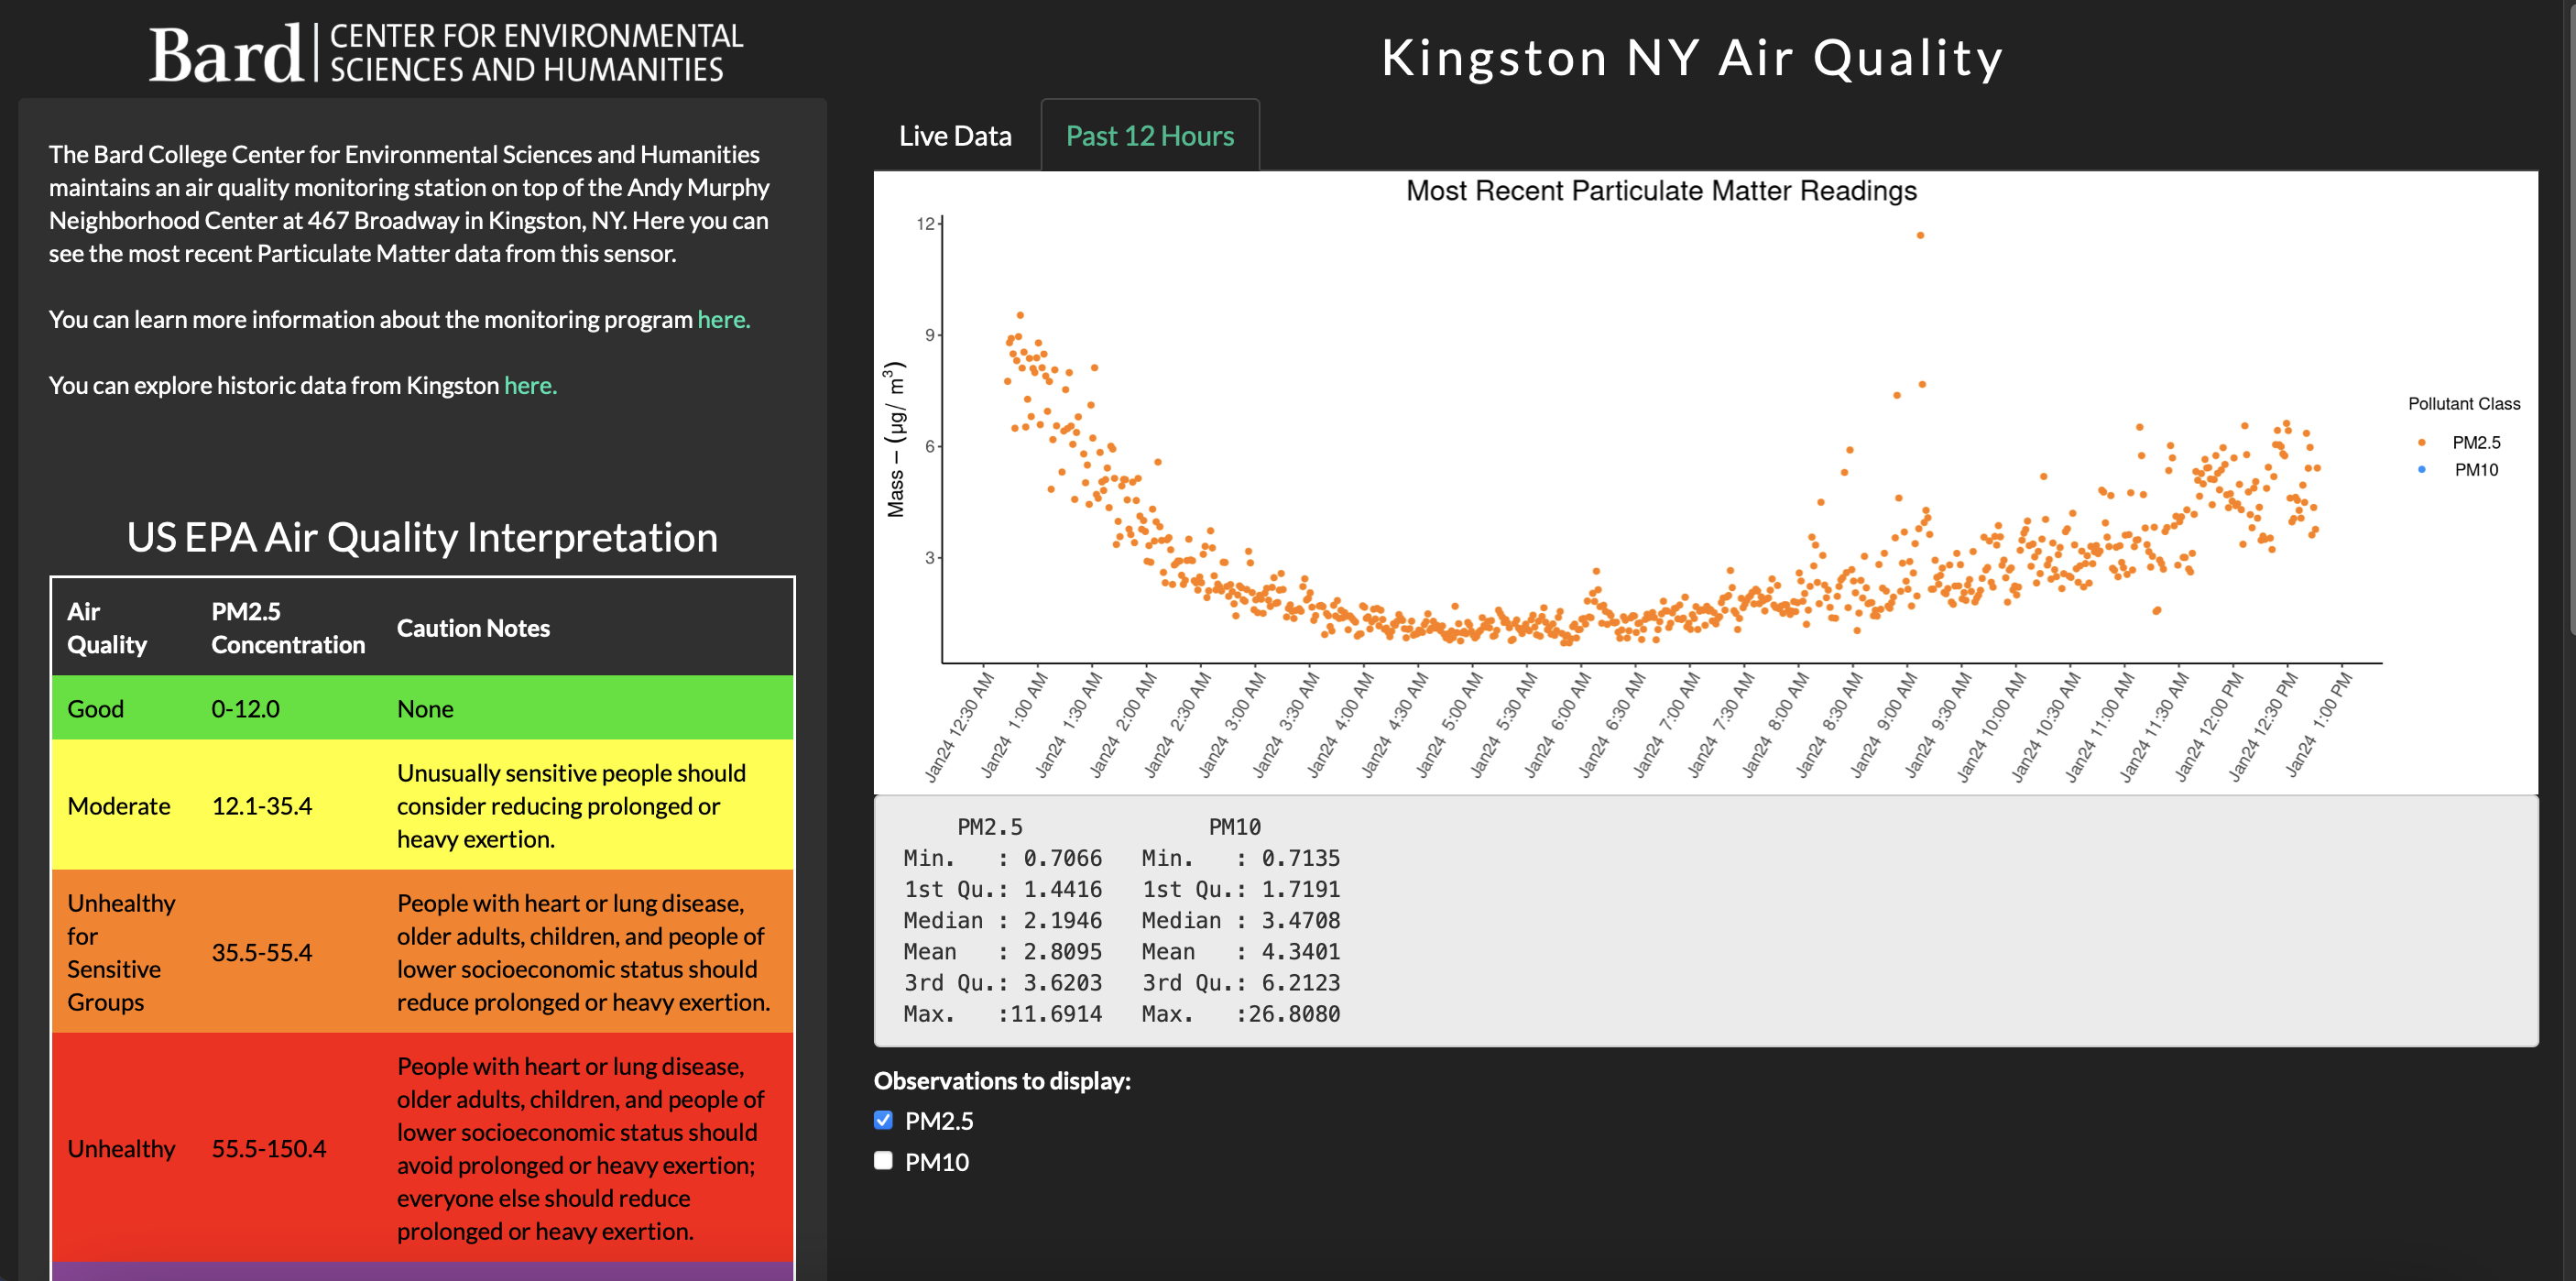 Bard | CENTER FOR ENVIRONMENTAL
SCIENCES AND HUMANITIES
The Bard College Center for Environmental Sciences and Humanities
maintains an air quality monitoring station on top of the Andy Murphy
Neighborhood Center at 467 Broadway in Kingston, NY. Here you can
see the most recent Particulate Matter data from this sensor.
You can learn more information about the monitoring program here.
You can explore historic data from Kingston here.
US EPA Air Quality Interpretation
Air
Quality
PM2.5
Concentration
Caution Notes
Good
0-12.0
None
Moderate
12.1-35.4
Unusually sensitive people should
consider reducing prolonged or
heavy exertion.
Unhealthy
for
Sensitive
Groups
35.5-55.4
People with heart or lung disease,
older adults, children, and people of
lower socioeconomic status should
reduce prolonged or heavy exertion.
Unhealthy
55.5-150.4
People with heart or lung disease,
older adults, children, and people of
lower socioeconomic status should
avoid prolonged or heavy exertion;
everyone else should reduce
prolonged or heavy exertion.
Kingston NY Air Quality
Live Data
Past 12 Hours
Most Recent Particulate Matter Readings
Mass − (µg/ m³)
12
9
6
3
Jan24 12:30 AM
Jan24 1:00 AM
Jan24 1:30 AM
Jan24 2:00 AM
Jan24 2:30 AM
Jan24 3:00 AM
Jan24 3:30 AM
Jan24 4:00 AM
Jan24 4:30 AM
Jan24 5:00 AM
Jan24 5:30 AM
Jan24 6:00 AM
Jan24 6:30 AM
Jan24 7:00 AM
Jan24 7:30 AM
Jan24 8:00 AM
Jan24 8:30 AM
Jan24 9:00 AM
Jan24 9:30 AM
Jan24 10:00 AM
Jan24 10:30 AM
Jan24 11:00 AM
Jan24 11:30 AM
Jan24 12:00 PM
Jan24 12:30 PM
Jan24 1:00 PM
Pollutant Class
PM2.5
PM10
PM2.5 PM10
Min. : 0.7066 Min. : 0.7135
1st Qu.: 1.4416 1st Qu.: 1.7191
Median : 2.1946 Median : 3.4708
Mean : 2.8095 Mean : 4.3401
3rd Qu.: 3.6203 3rd Qu.: 6.2123
Max. :11.6914 Max. :26.8080
Observations to display:
PM2.5
PM10